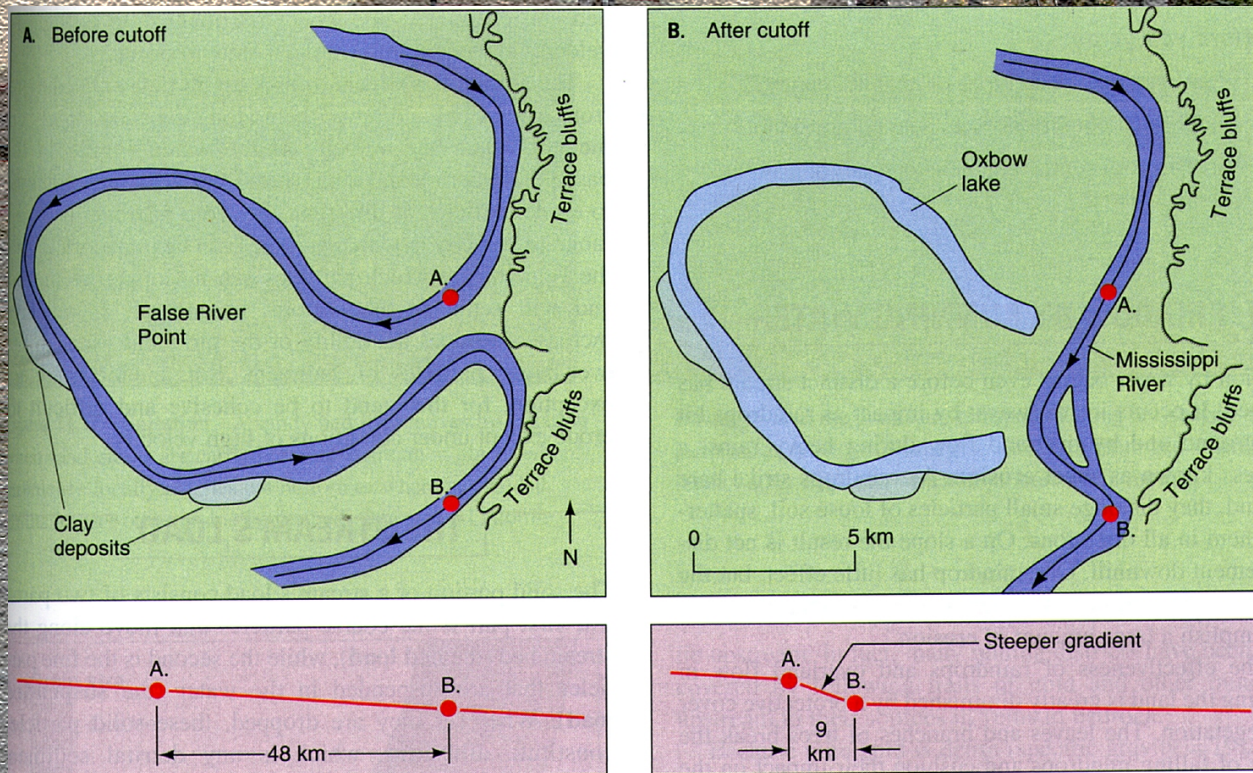 A. Before cutoff
Terrace bluffs
A.
False River
Point
Terrace bluffs
B.
Clay
deposits
N
B. After cutoff
Oxbow
lake
Terrace bluffs
A.
Mississippi
River
Terrace bluffs
0
5 km
B.
A.
B.
48 km
Steeper gradient
A.
B.
9
km